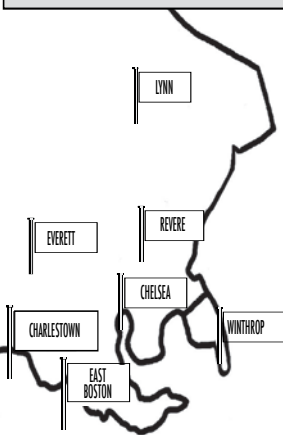 LYNN
REVERE
EVERETT
CHELSEA
CHARLESTOWN
WINTHROP
EAST
BOSTON